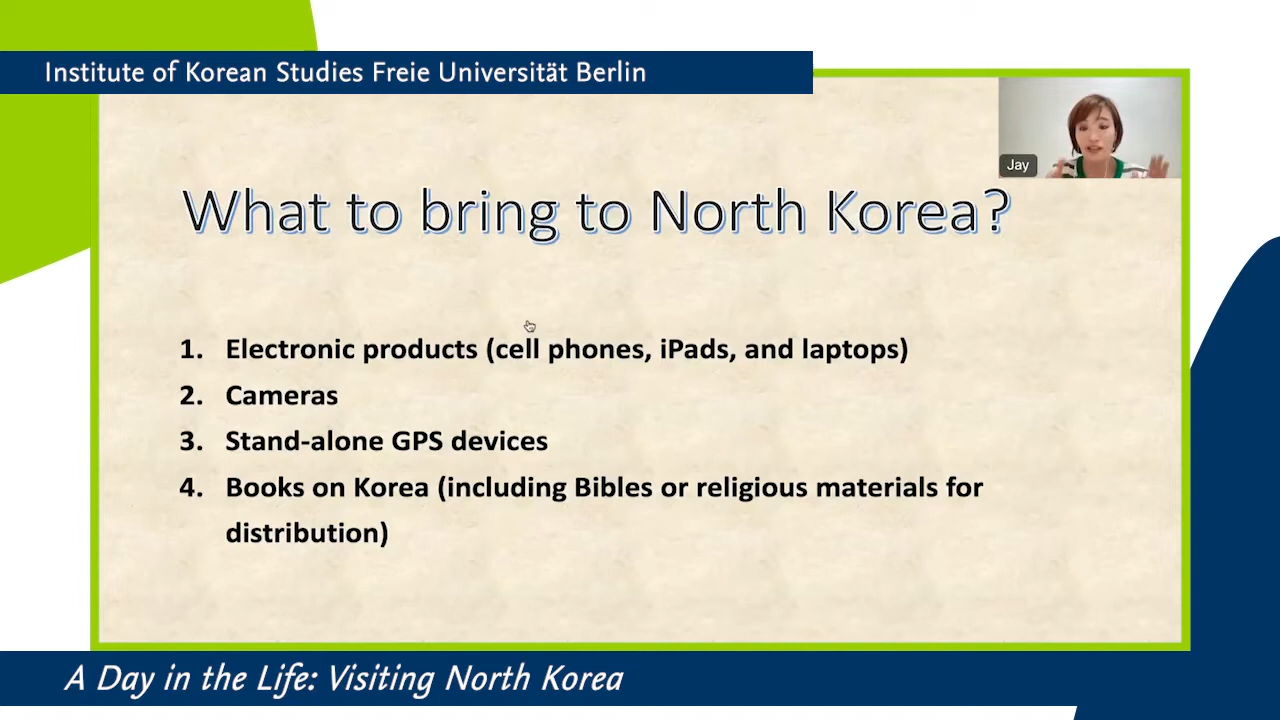 Institute of Korean Studies Freie Universität Berlin
Jay
What to bring to North Korea?
1. Electronic products (cell phones, iPads, and laptops)
2. Cameras
3. Stand-alone GPS devices
4. Books on Korea (including Bibles or religious materials for
distribution)
A Day in the Life: Visiting North Korea